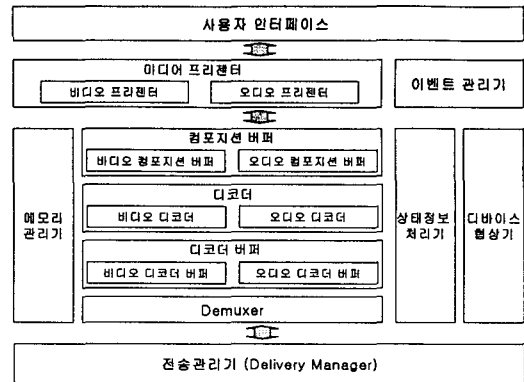 사용자 인터페이스
미디어 프리젠터
비디오 프리젠터
오디오 프리젠터
이벤트 관리기
메모리
관리기
컴포지션 버퍼
비디오 컴포지션 버퍼
오디오 컴포지션 버퍼
디코더
비디오 디코더
오디오 디코더
디코더 버퍼
비디오 디코더 버퍼
오디오 디코더 버퍼
Demuxer
상태정보
처리기
디바이스
협상기
전송관리기 (Delivery Manager)